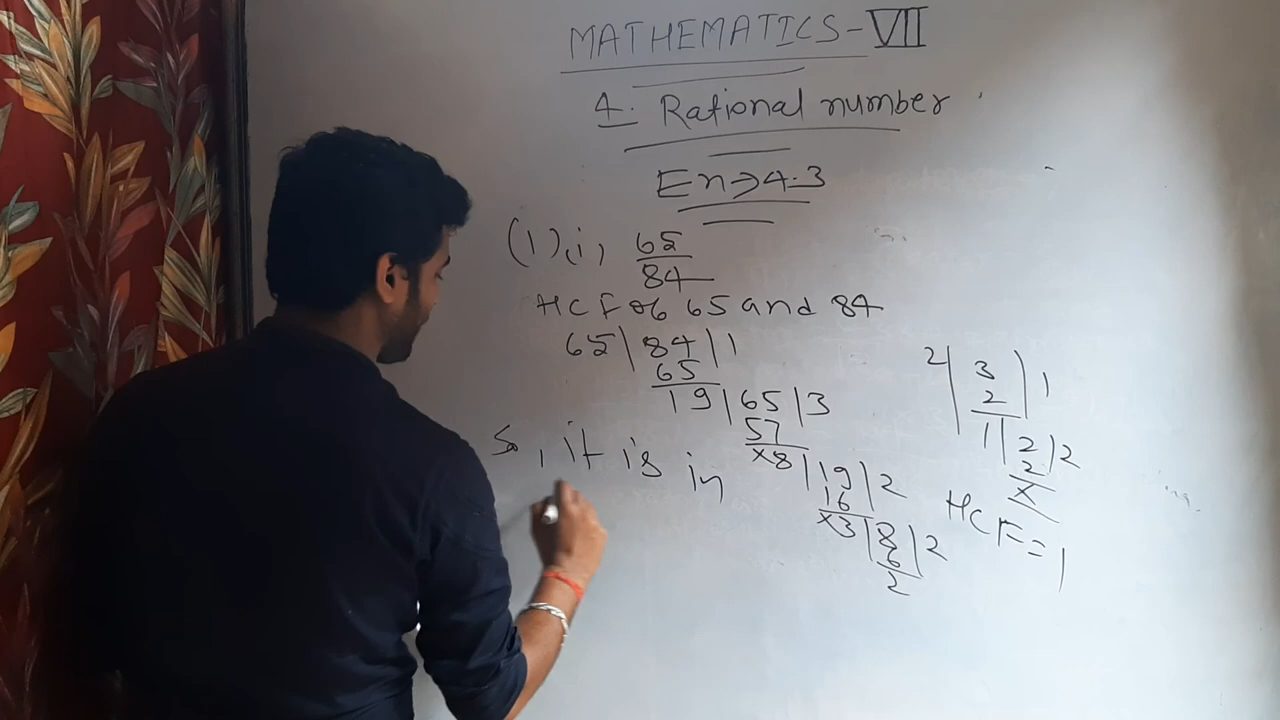 MATHEMATICS-VII
4. Rational number
Ex→4.3
(1) (i) 65
84
HCF of 65 and 84
65 | 84 | 1
65
19 | 65 | 3
57
×8 | 19 | 2
16
×3 | 8 | 2
6
2
So, it is in
2 | 3 | 1
2
1 | 2 | 2
2
×
HCF = 1